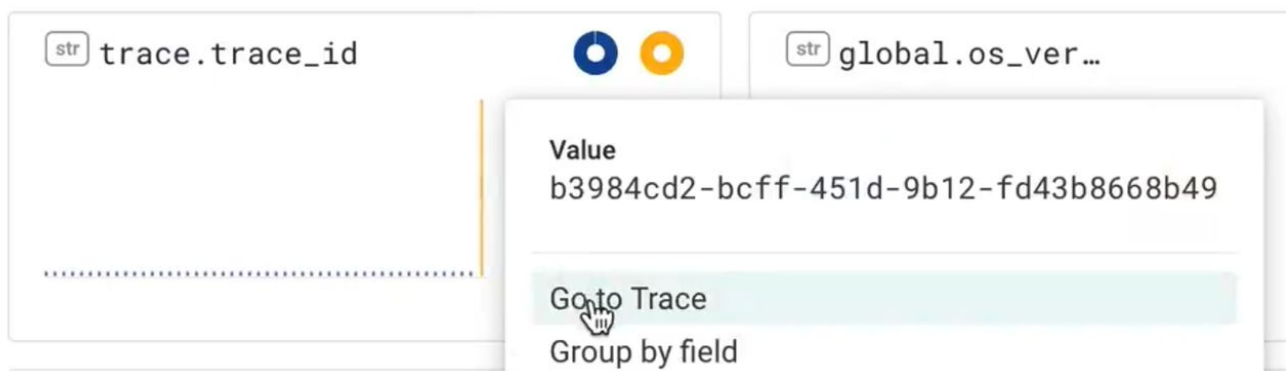 str trace.trace_id
str global.os_ver…
Value
b3984cd2-bcff-451d-9b12-fd43b8668b49
Go to Trace
Group by field